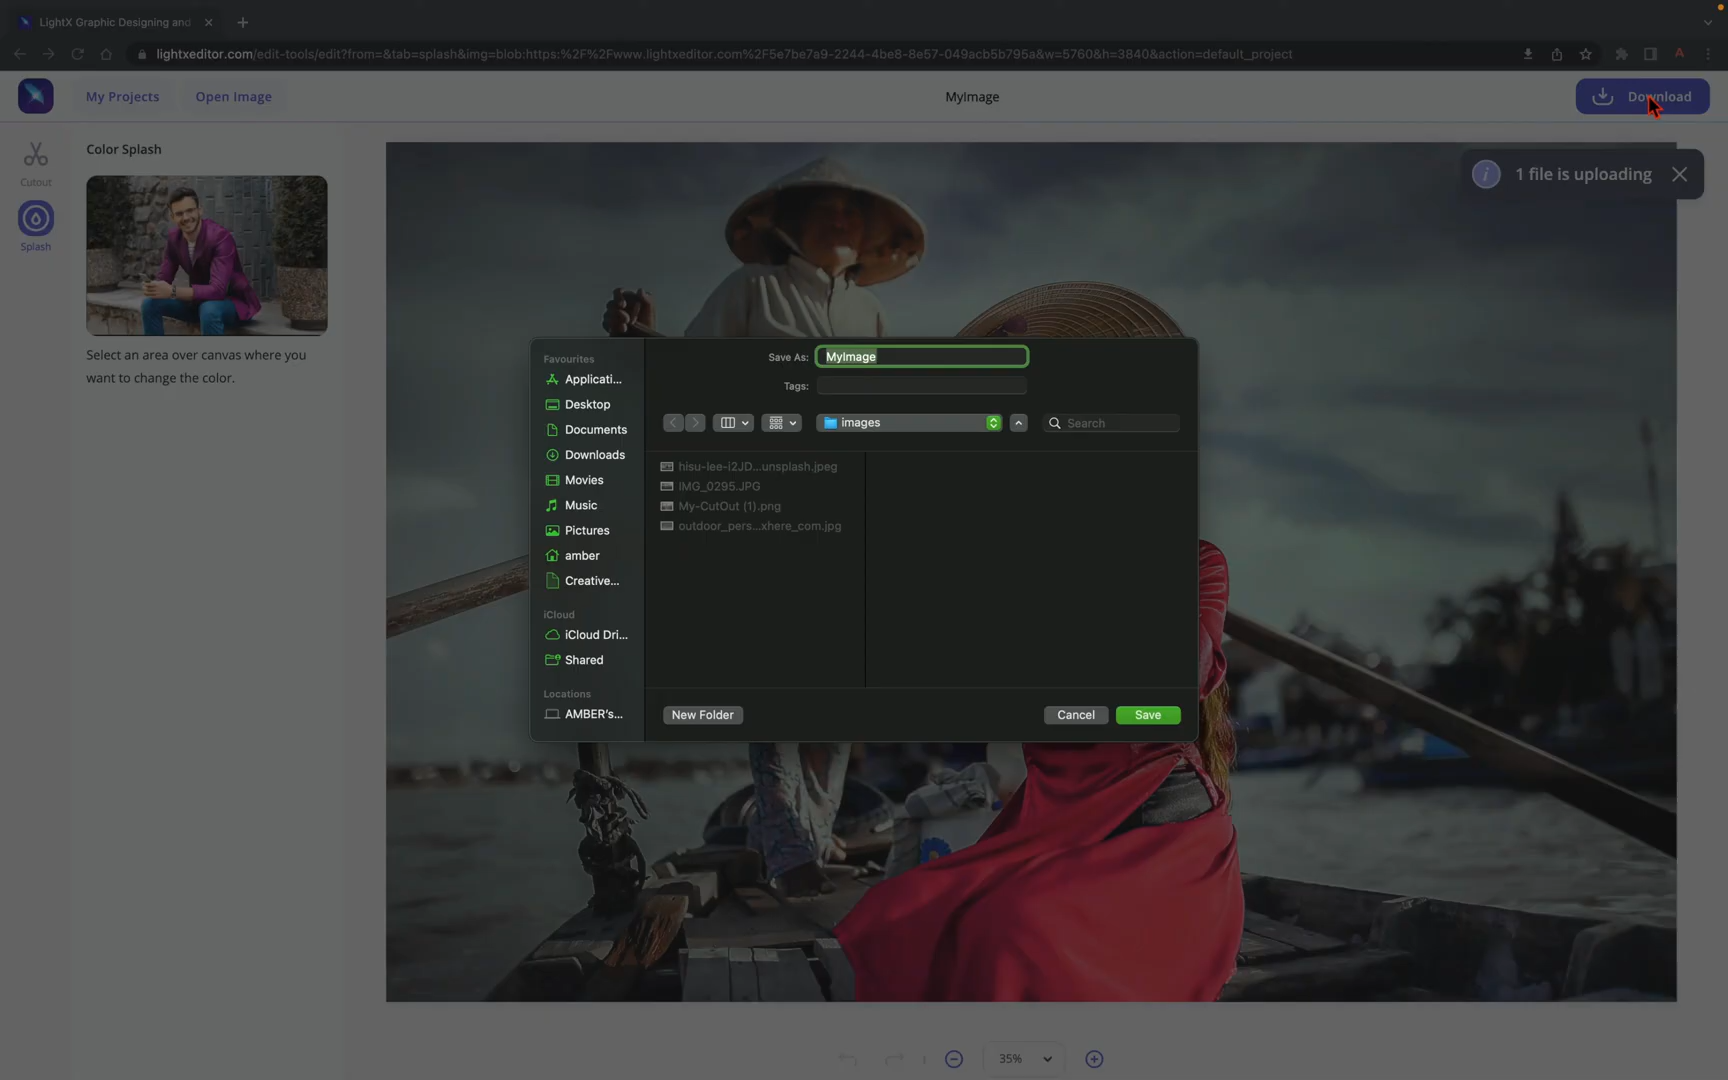 LightX Graphic Designing and
lightxeditor.com/edit-tools/edit?from=&tab=splash&img=blob:https:%2F%2Fwww.lightxeditor.com%2F5e7be7a9-2244-4be8-8e57-049acb5b795a&w=5760&h=3840&action=default_project
A
My Projects
Open Image
MyImage
Download
1 file is uploading
Cutout
Splash
Color Splash
Select an area over canvas where you
want to change the color.
Save As:
MyImage
Tags:
images
Search
Favourites
Applicati...
Desktop
Documents
Downloads
Movies
Music
Pictures
amber
Creative...
iCloud
iCloud Dri...
Shared
Locations
AMBER's...
hisu-lee-i2JD...unsplash.jpeg
IMG_0295.JPG
My-CutOut (1).png
outdoor_pers...xhere_com.jpg
New Folder
Cancel
Save
35%